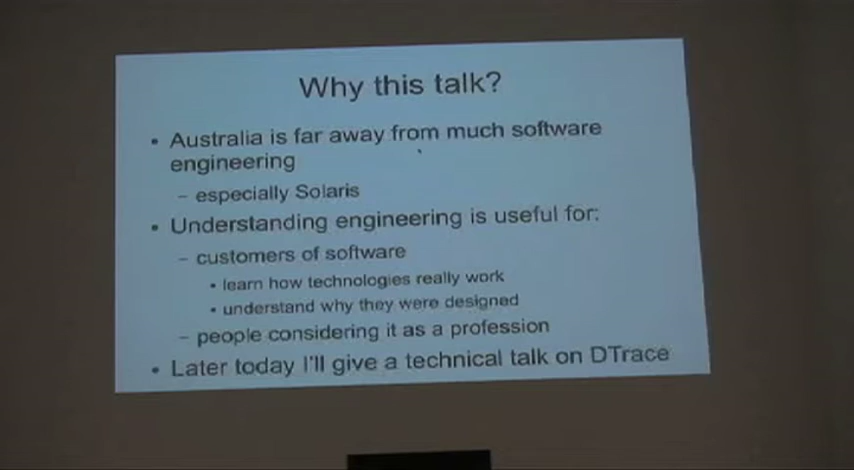 Why this talk?
• Australia is far away from much software
engineering
– especially Solaris
• Understanding engineering is useful for:
– customers of software
• learn how technologies really work
• understand why they were designed
– people considering it as a profession
• Later today I'll give a technical talk on DTrace